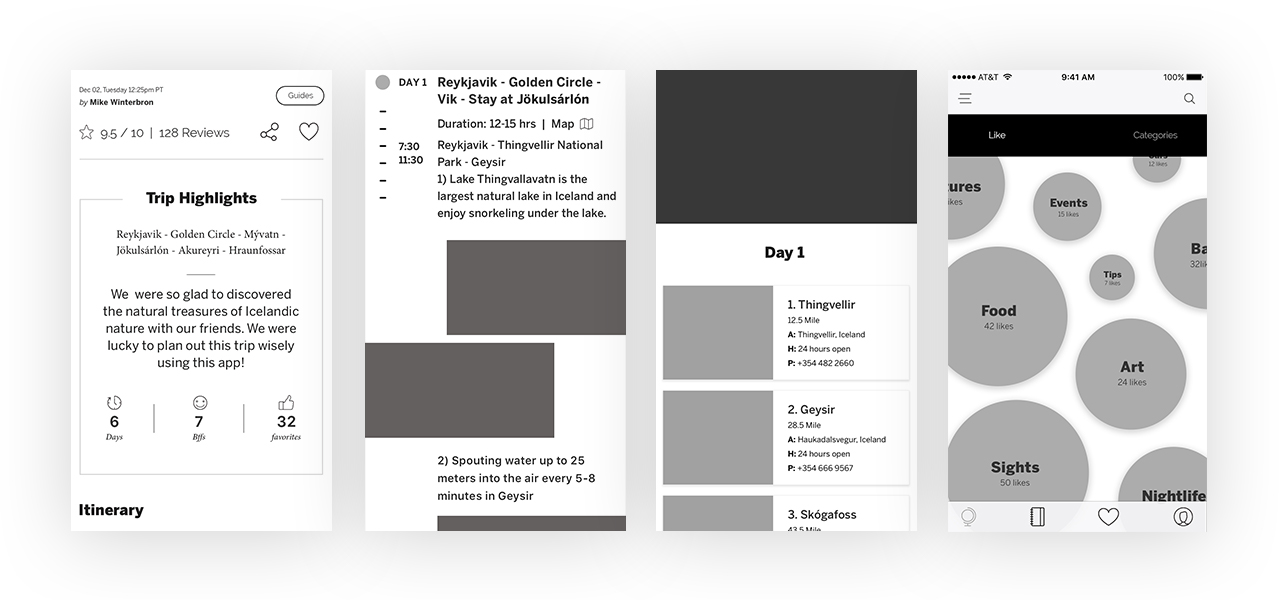 Dec 02, Tuesday 12:25pm PT
by Mike Winterbron
Guides
9.5 / 10 | 128 Reviews
Trip Highlights
Reykjavik - Golden Circle - Mývatn -
Jökulsárlón - Akureyri - Hraunfossar
We were so glad to discovered
the natural treasures of Icelandic
nature with our friends. We were
lucky to plan out this trip wisely
using this app!
6
Days
7
Bffs
32
favorites
Itinerary
DAY 1
Reykjavik - Golden Circle -
Vik - Stay at Jökulsárlón
Duration: 12-15 hrs | Map
7:30
11:30
Reykjavik - Thingvellir National
Park - Geysir
1) Lake Thingvallavatn is the
largest natural lake in Iceland and
enjoy snorkeling under the lake.
2) Spouting water up to 25
meters into the air every 5-8
minutes in Geysir
Day 1
1. Thingvellir
12.5 Mile
A: Thingvellir, Iceland
H: 24 hours open
P: +354 482 2660
2. Geysir
28.5 Mile
A: Haukadalsvegur, Iceland
H: 24 hours open
P: +354 666 9567
3. Skógafoss
43.5 Mile
AT&T
9:41 AM
100%
Like
Categories
12 likes
tures
ikes
Events
15 likes
Ba
32lik
Tips
7 likes
Food
42 likes
Art
24 likes
Sights
50 likes
Nightlife